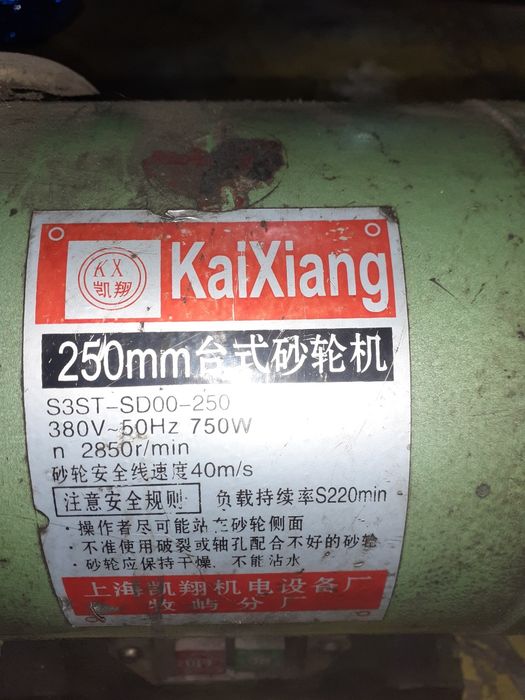 KX
凯翔
KaiXiang
250mm台式砂轮机
S3ST-SD00-250
380V~50Hz 750W
n 2850r/min
砂轮安全线速度40m/s
注意安全规则 负载持续率S220min
· 操作者尽可能站在砂轮侧面
· 不准使用破裂或轴孔配合不好的砂轮
· 砂轮应保持干燥,不能沾水
上海凯翔机电设备厂
牧屿分厂